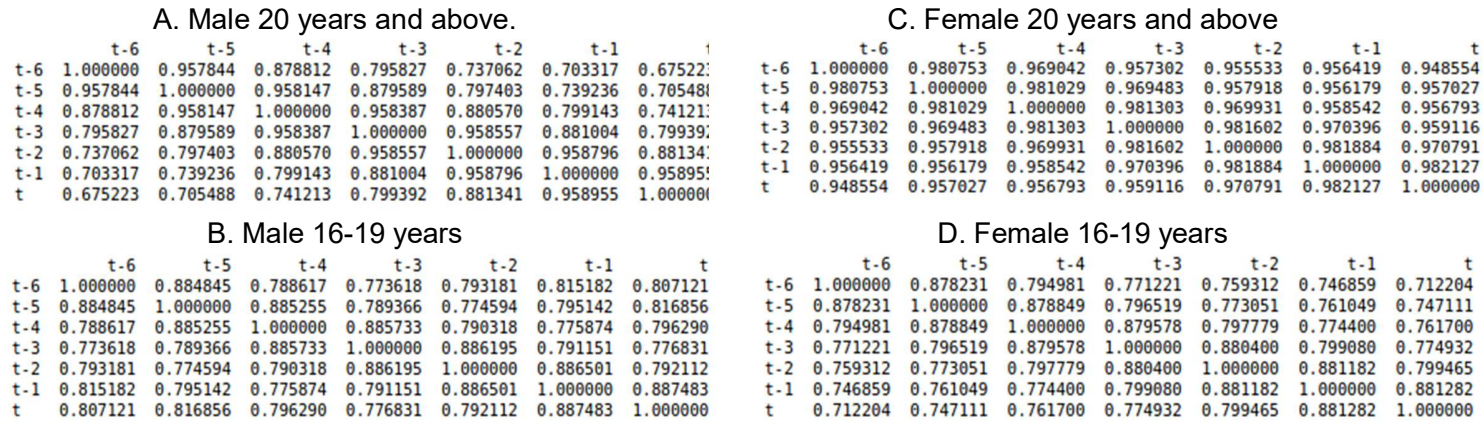 A. Male 20 years and above.
t-6 t-5 t-4 t-3 t-2 t-1
t-6 1.000000 0.957844 0.878812 0.795827 0.737062 0.703317 0.675223
t-5 0.957844 1.000000 0.958147 0.879589 0.797403 0.739236 0.705488
t-4 0.878812 0.958147 1.000000 0.958387 0.880570 0.799143 0.741213
t-3 0.795827 0.879589 0.958387 1.000000 0.958557 0.881004 0.799392
t-2 0.737062 0.797403 0.880570 0.958557 1.000000 0.958796 0.881341
t-1 0.703317 0.739236 0.799143 0.881004 0.958796 1.000000 0.958955
t 0.675223 0.705488 0.741213 0.799392 0.881341 0.958955 1.000000
B. Male 16-19 years
t-6 t-5 t-4 t-3 t-2 t-1 t
t-6 1.000000 0.884845 0.788617 0.773618 0.793181 0.815182 0.807121
t-5 0.884845 1.000000 0.885255 0.789366 0.774594 0.795142 0.816856
t-4 0.788617 0.885255 1.000000 0.885733 0.790318 0.775874 0.796290
t-3 0.773618 0.789366 0.885733 1.000000 0.886195 0.791151 0.776831
t-2 0.793181 0.774594 0.790318 0.886195 1.000000 0.886501 0.792112
t-1 0.815182 0.795142 0.775874 0.791151 0.886501 1.000000 0.887483
t 0.807121 0.816856 0.796290 0.776831 0.792112 0.887483 1.000000
C. Female 20 years and above
t-6 t-5 t-4 t-3 t-2 t-1 t
t-6 1.000000 0.980753 0.969042 0.957302 0.955533 0.956419 0.948554
t-5 0.980753 1.000000 0.981029 0.969483 0.957918 0.956179 0.957027
t-4 0.969042 0.981029 1.000000 0.981303 0.969931 0.958542 0.956793
t-3 0.957302 0.969483 0.981303 1.000000 0.981602 0.970396 0.959116
t-2 0.955533 0.957918 0.969931 0.981602 1.000000 0.981884 0.970791
t-1 0.956419 0.956179 0.958542 0.970396 0.981884 1.000000 0.982127
t 0.948554 0.957027 0.956793 0.959116 0.970791 0.982127 1.000000
D. Female 16-19 years
t-6 t-5 t-4 t-3 t-2 t-1 t
t-6 1.000000 0.878231 0.794981 0.771221 0.759312 0.746859 0.712204
t-5 0.878231 1.000000 0.878849 0.796519 0.773051 0.761049 0.747111
t-4 0.794981 0.878849 1.000000 0.879578 0.797779 0.774400 0.761700
t-3 0.771221 0.796519 0.879578 1.000000 0.880400 0.799080 0.774932
t-2 0.759312 0.773051 0.797779 0.880400 1.000000 0.881182 0.799465
t-1 0.746859 0.761049 0.774400 0.799080 0.881182 1.000000 0.881282
t 0.712204 0.747111 0.761700 0.774932 0.799465 0.881282 1.000000